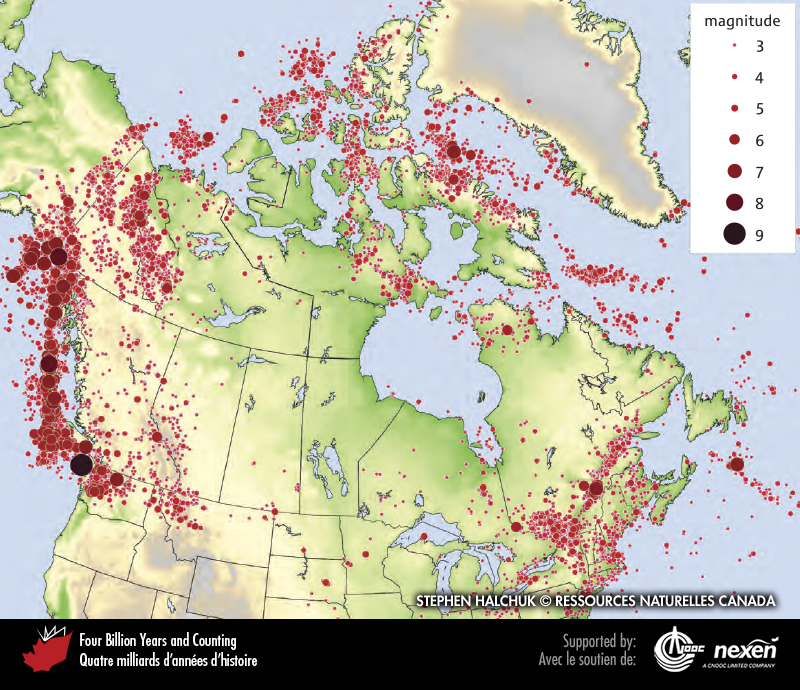 magnitude
3
4
5
6
7
8
9
STEPHEN HALCHUK © RESSOURCES NATURELLES CANADA
Four Billion Years and Counting
Quatre milliards d'années d'histoire
Supported by:
Avec le soutien de:
CNOOC
nexen
A CNOOC LIMITED COMPANY